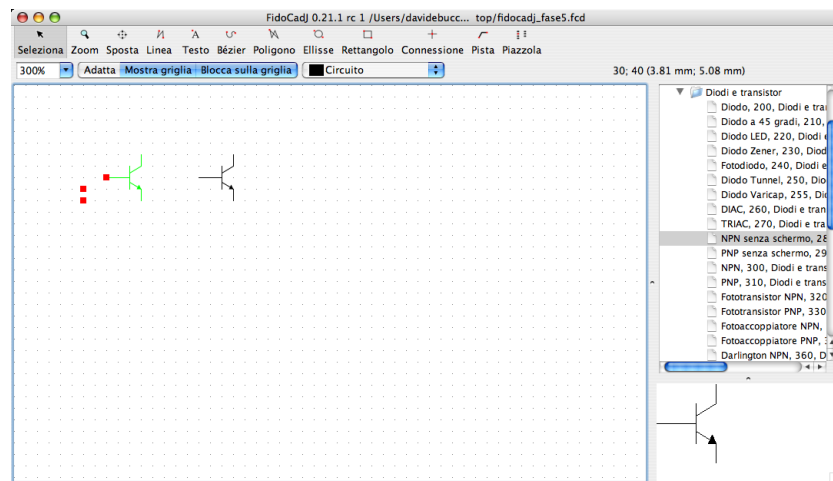 FidoCadJ 0.21.1 rc 1 /Users/davidebucc... top/fidocadj_fase5.fcd
Seleziona Zoom Sposta Linea Testo Bézier Poligono Ellisse Rettangolo Connessione Pista Piazzola
300% Adatta Mostra griglia Blocca sulla griglia Circuito 30; 40 (3.81 mm; 5.08 mm)
Diodi e transistor
Diodo, 200, Diodi e tra
Diodo a 45 gradi, 210,
Diodo LED, 220, Diodi e
Diodo Zener, 230, Diod
Fotodiodo, 240, Diodi e
Diodo Tunnel, 250, Dio
Diodo Varicap, 255, Dio
DIAC, 260, Diodi e tran
TRIAC, 270, Diodi e tra
NPN senza schermo, 28
PNP senza schermo, 29
NPN, 300, Diodi e trans
PNP, 310, Diodi e trans
Fototransistor NPN, 320
Fototransistor PNP, 330
Fotoaccoppiatore NPN,
Fotoaccoppiatore PNP, 3
Darlington NPN, 360, D